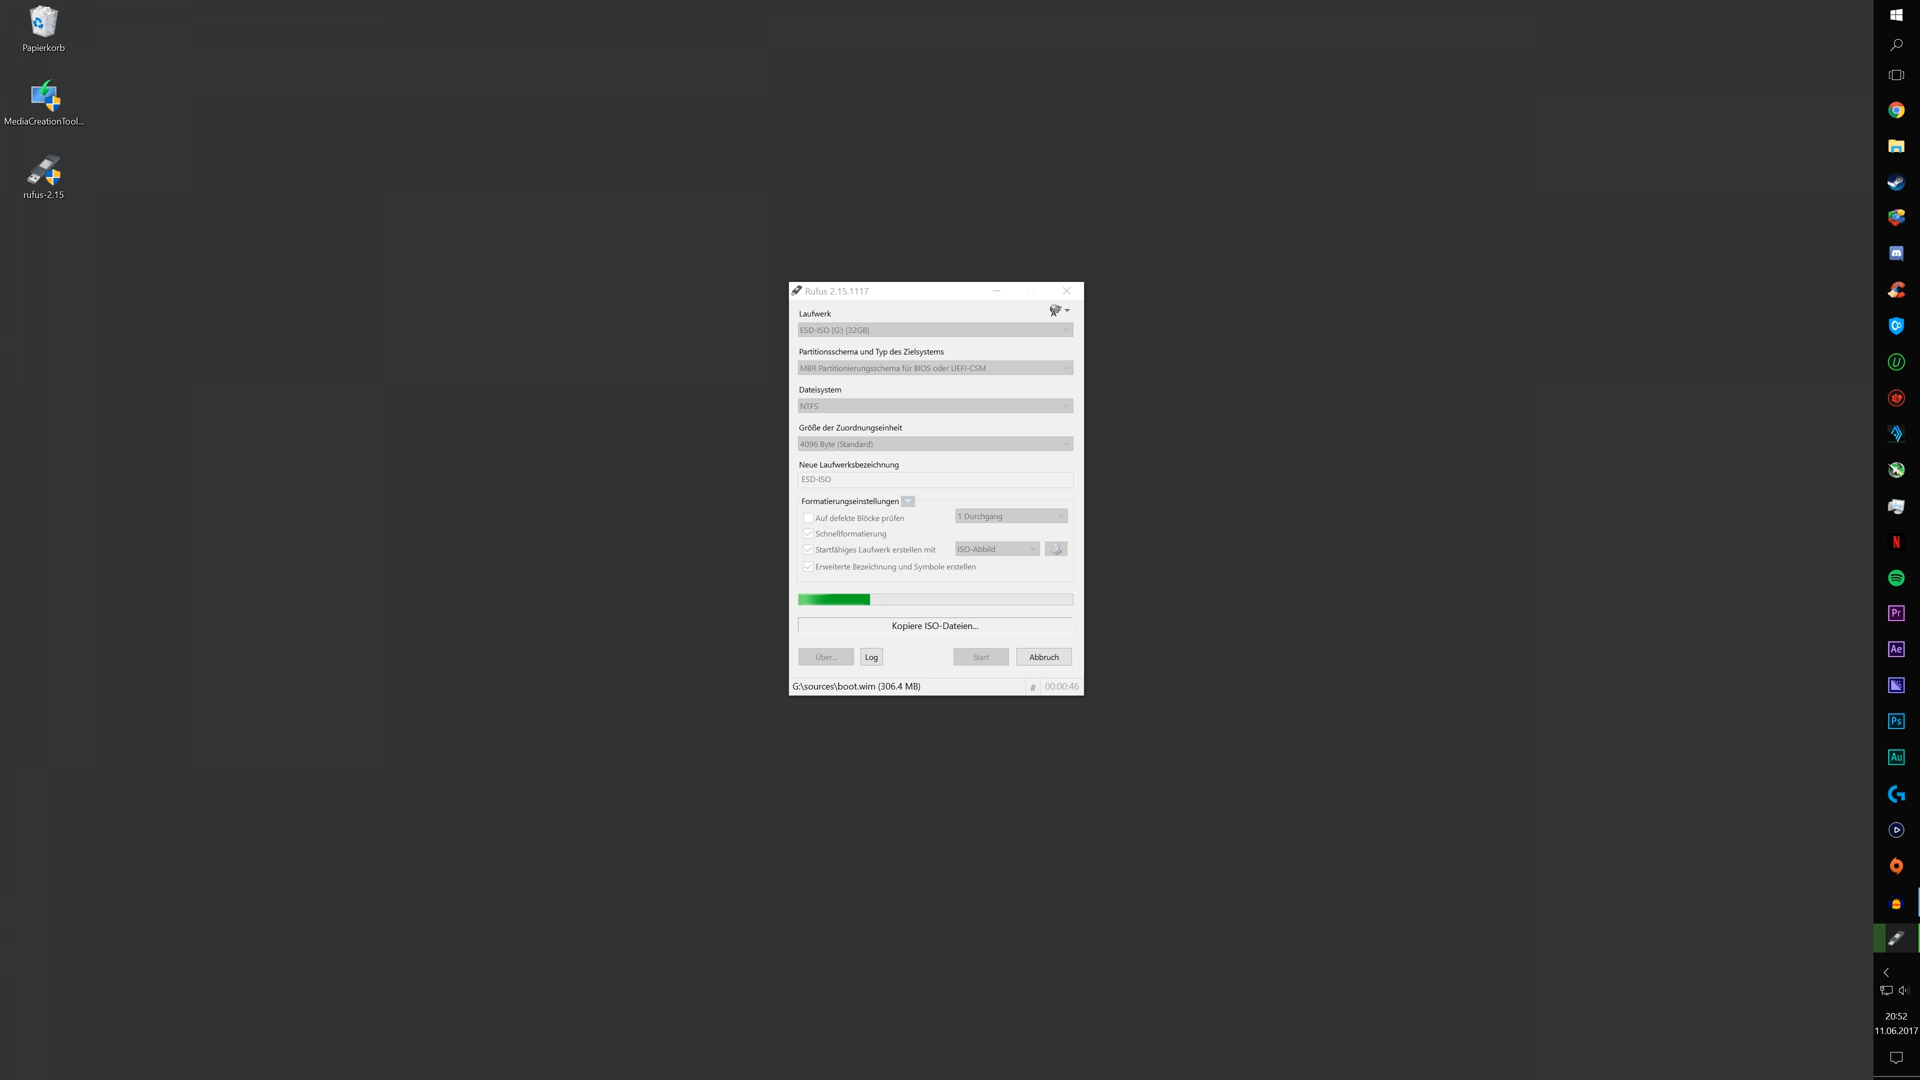 Papierkorb
MediaCreationTool...
rufus-2.15
Rufus 2.15.1117
Laufwerk
ESD-ISO (G:) [32GB]
Partitionsschema und Typ des Zielsystems
MBR Partitionierungsschema für BIOS oder UEFI-CSM
Dateisystem
NTFS
Größe der Zuordnungseinheit
4096 Byte (Standard)
Neue Laufwerksbezeichnung
ESD-ISO
Formatierungseinstellungen
Auf defekte Blöcke prüfen
1 Durchgang
Schnellformatierung
Startfähiges Laufwerk erstellen mit
ISO-Abbild
Erweiterte Bezeichnung und Symbole erstellen
Kopiere ISO-Dateien...
Über...
Log
Start
Abbruch
G:\sources\boot.wim (306.4 MB)
#
00:00:46
N
Pr
Ae
Ps
Au
20:52
11.06.2017